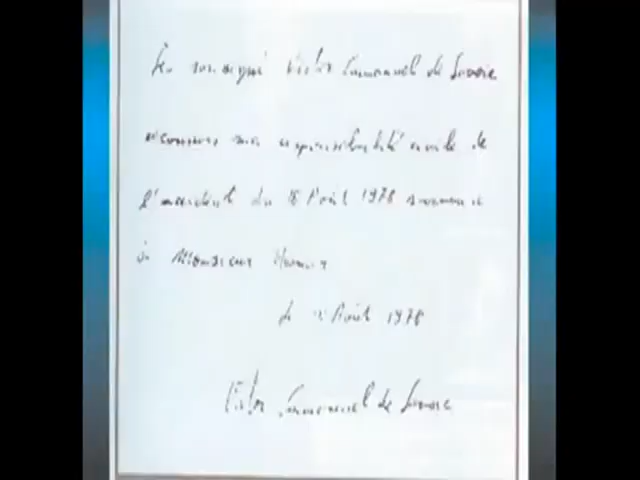 Je soussigné Victor Emmanuel de Savoie
reconnais ma responsabilité civile de
l'accident du 18 Août 1978 survenu
à Monsieur Hamer
le 18 Août 1978
Victor Emmanuel de Savoie